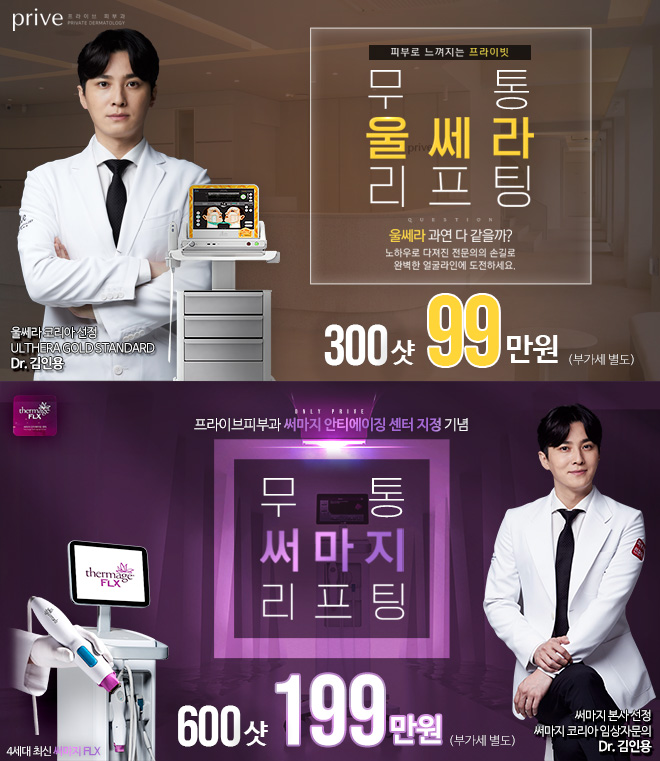 prive 프라이브 피부과
PRIVATE DERMATOLOGY
피부로 느껴지는 프라이빗
무통
울쎄라
리프팅
QUESTION
울쎄라 과연 다 같을까?
노하우로 다져진 전문의의 손길로
완벽한 얼굴라인에 도전하세요.
울쎄라 코리아 선정
ULTHERA GOLD STANDARD
Dr. 김인용
300 샷 99만원 (부가세 별도)
ONLY PRIVE
프라이브피부과 써마지 안티에이징 센터 지정 기념
thermage
FLX
무통
써마지
리프팅
thermage
FLX
600 샷 199만원 (부가세 별도)
4세대 최신 써마지 FLX
써마지 본사 선정
써마지 코리아 임상자문의
Dr. 김인용